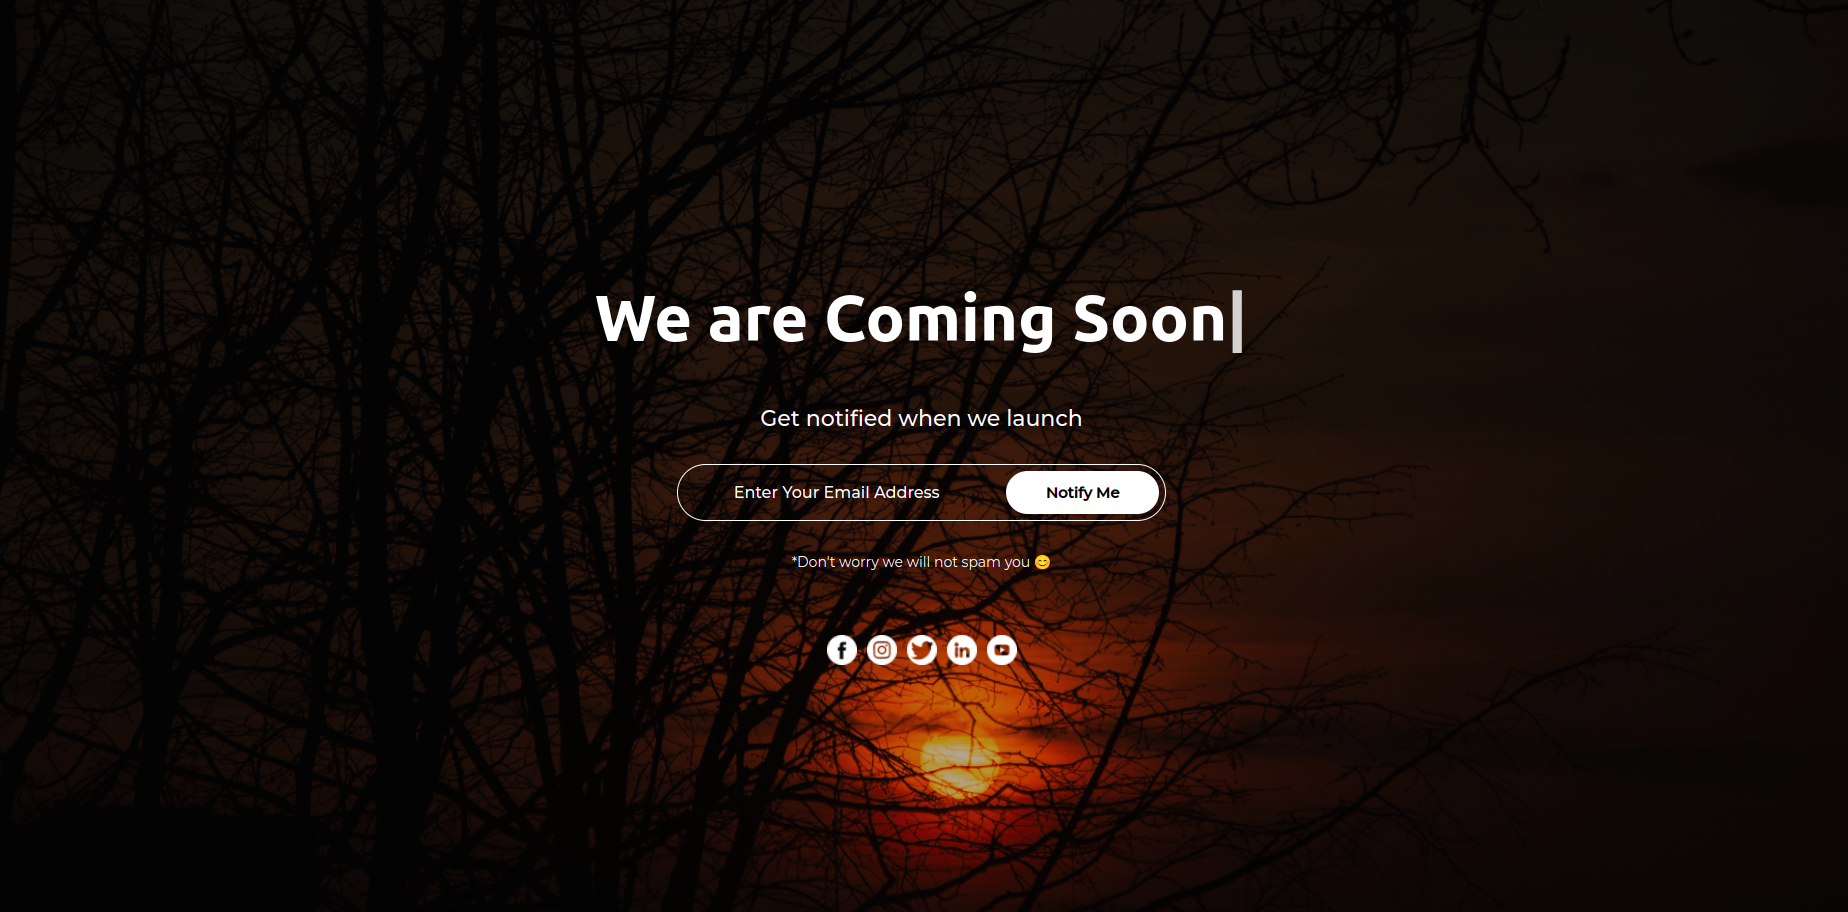 We are Coming Soon|
Get notified when we launch
Enter Your Email Address
Notify Me
*Don't worry we will not spam you 😊